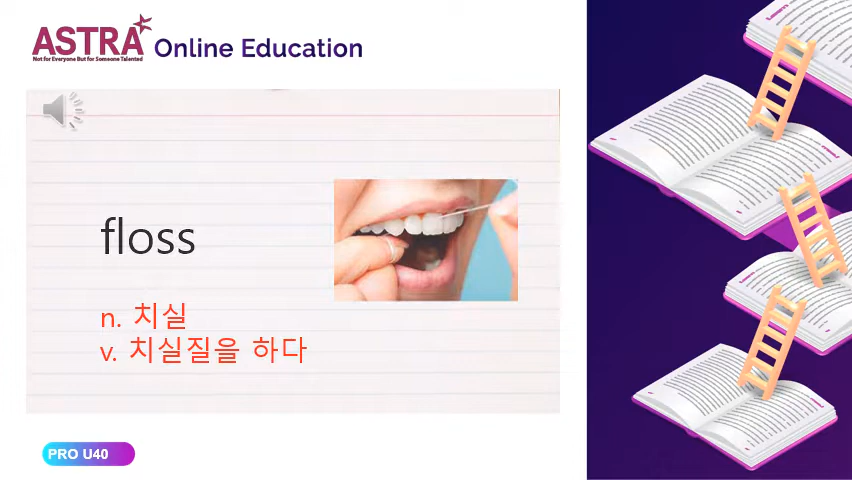 ASTRA
Not for Everyone But for Someone Talented
Online Education
floss
n. 치실
v. 치실질을 하다
PRO U40